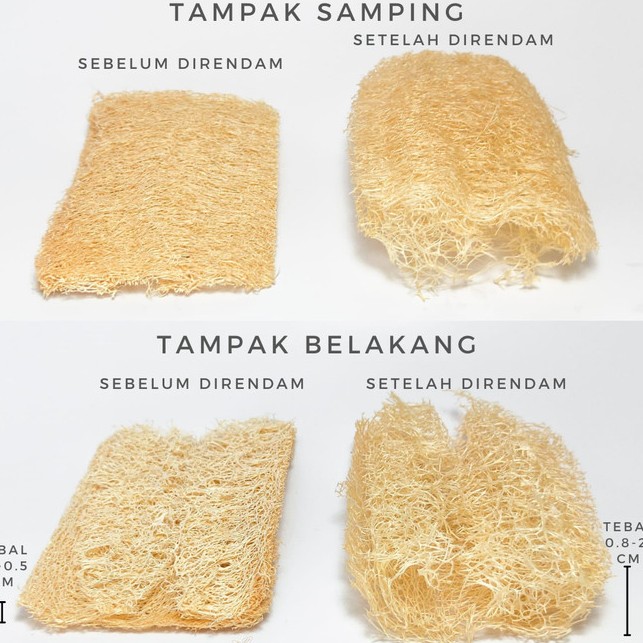 TAMPAK SAMPING
SEBELUM DIRENDAM
SETELAH DIRENDAM
TAMPAK BELAKANG
SEBELUM DIRENDAM
SETELAH DIRENDAM
BAL
-0.5
M
TEBA
0.8-2
CM